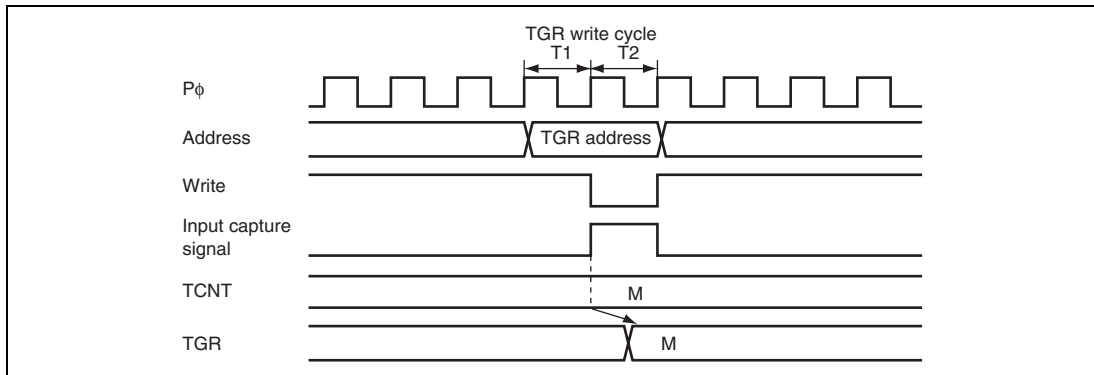 TGR write cycle
T1 T2
Pϕ
Address TGR address
Write
Input capture
signal
TCNT M
TGR M